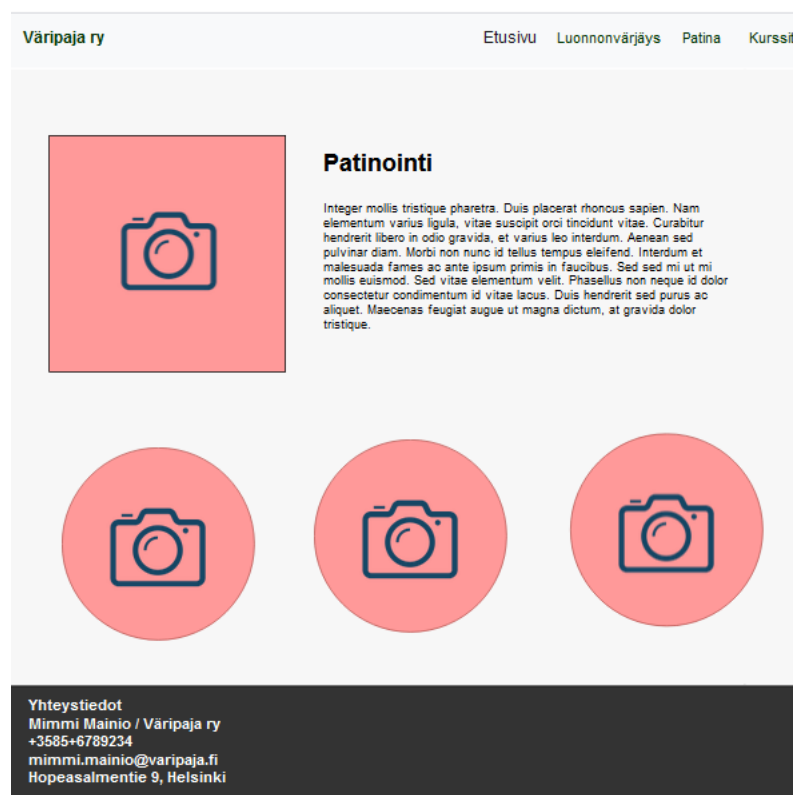 Väripaja ry
Etusivu Luonnonvärjäys Patina Kurssit
Patinointi
Integer mollis tristique pharetra. Duis placerat rhoncus sapien. Nam
elementum varius ligula, vitae suscipit orci tincidunt vitae. Curabitur
hendrerit libero in odio gravida, et varius leo interdum. Aenean sed
pulvinar diam. Morbi non nunc id tellus tempus eleifend. Interdum et
malesuada fames ac ante ipsum primis in faucibus. Sed sed mi ut mi
mollis euismod. Sed vitae elementum velit. Phasellus non neque id dolor
consectetur condimentum id vitae lacus. Duis hendrerit sed purus ac
aliquet. Maecenas feugiat augue ut magna dictum, at gravida dolor
tristique.
Yhteystiedot
Mimmi Mainio / Väripaja ry
+3585+6789234
mimmi.mainio@varipaja.fi
Hopeasalmentie 9, Helsinki